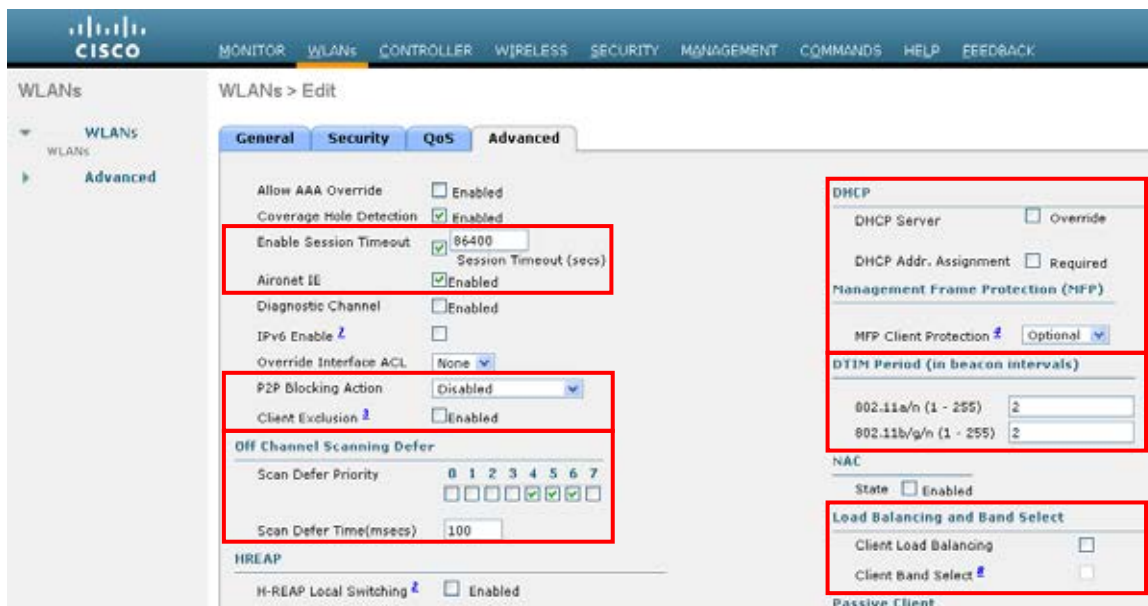 CISCO
MONITOR WLANs CONTROLLER WIRELESS SECURITY MANAGEMENT COMMANDS HELP FEEDBACK
WLANs
WLANs
WLANs
Advanced
WLANs > Edit
General Security QoS Advanced
Allow AAA Override Enabled
Coverage Hole Detection Enabled
Enable Session Timeout 86400
Session Timeout (secs)
Aironet IE Enabled
Diagnostic Channel Enabled
IPv6 Enable 7
Override Interface ACL None
P2P Blocking Action Disabled
Client Exclusion 3 Enabled
Off Channel Scanning Defer
Scan Defer Priority 0 1 2 3 4 5 6 7
Scan Defer Time(msecs) 100
HREAP
H-REAP Local Switching 2 Enabled
DHCP
DHCP Server Override
DHCP Addr. Assignment Required
Management Frame Protection (MFP)
MFP Client Protection 4 Optional
DTIM Period (in beacon intervals)
802.11a/n (1 - 255) 2
802.11b/g/n (1 - 255) 2
NAC
State Enabled
Load Balancing and Band Select
Client Load Balancing
Client Band Select
Passive Client